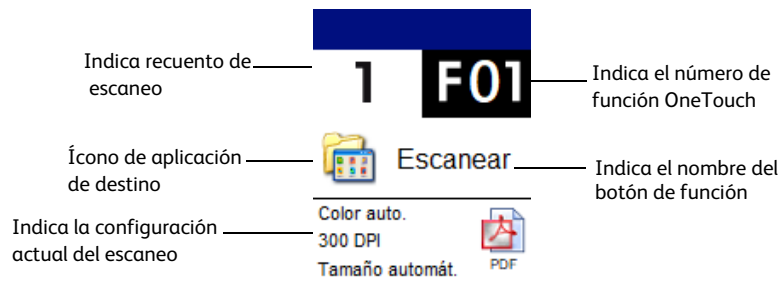 Indica recuento de
escaneo
1
F01
Indica el número de
función OneTouch
Ícono de aplicación
de destino
Escanear
Indica el nombre del
botón de función
Indica la configuración
actual del escaneo
Color auto.
300 DPI
Tamaño automát.
PDF